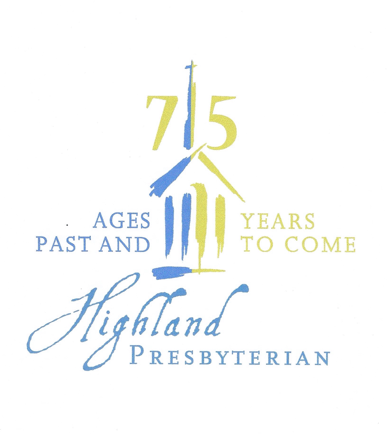 75
AGES YEARS
PAST AND TO COME
Highland
PRESBYTERIAN